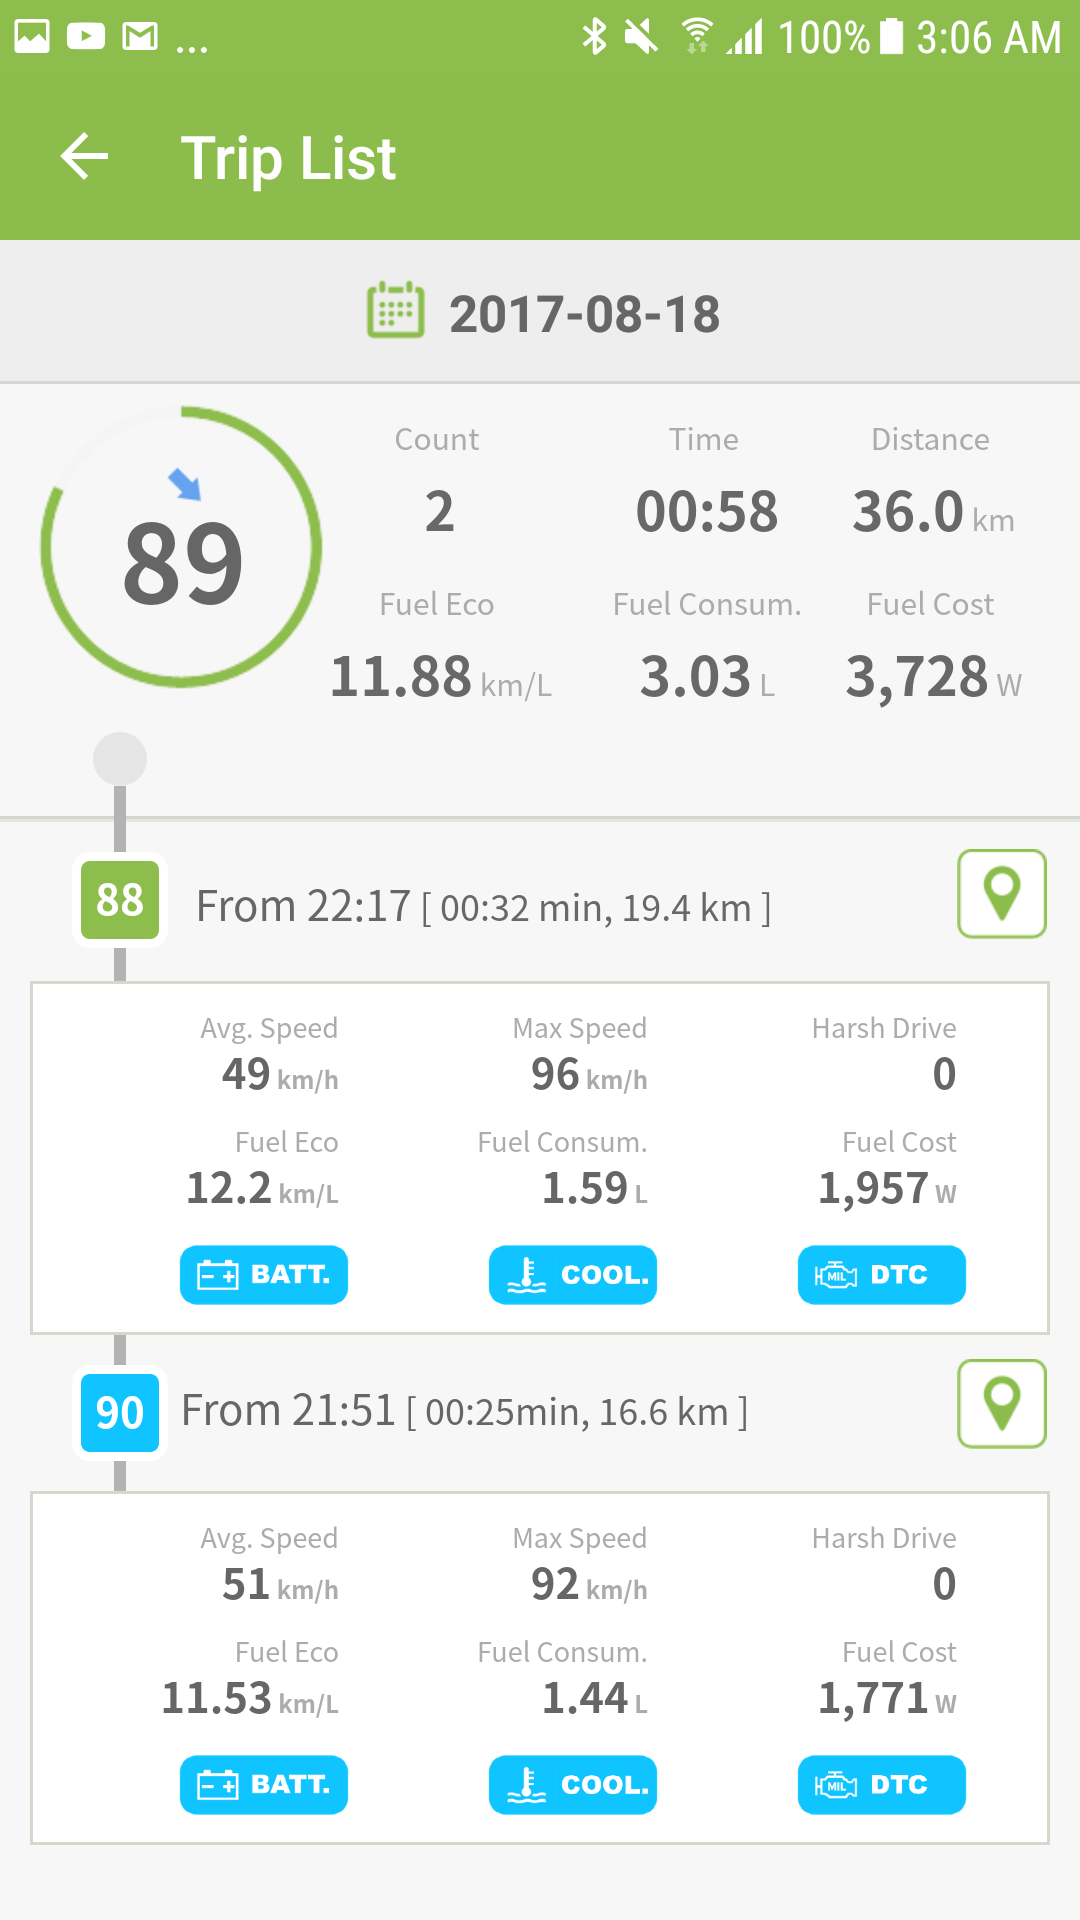 ... 100% 3:06 AM
Trip List
2017-08-18
89
Count Time Distance
2 00:58 36.0 km
Fuel Eco Fuel Consum. Fuel Cost
11.88 km/L 3.03 L 3,728 W
88 From 22:17 [ 00:32 min, 19.4 km ]
Avg. Speed Max Speed Harsh Drive
49 km/h 96 km/h 0
Fuel Eco Fuel Consum. Fuel Cost
12.2 km/L 1.59 L 1,957 W
BATT. COOL. MIL DTC
90 From 21:51 [ 00:25min, 16.6 km ]
Avg. Speed Max Speed Harsh Drive
51 km/h 92 km/h 0
Fuel Eco Fuel Consum. Fuel Cost
11.53 km/L 1.44 L 1,771 W
BATT. COOL. MIL DTC